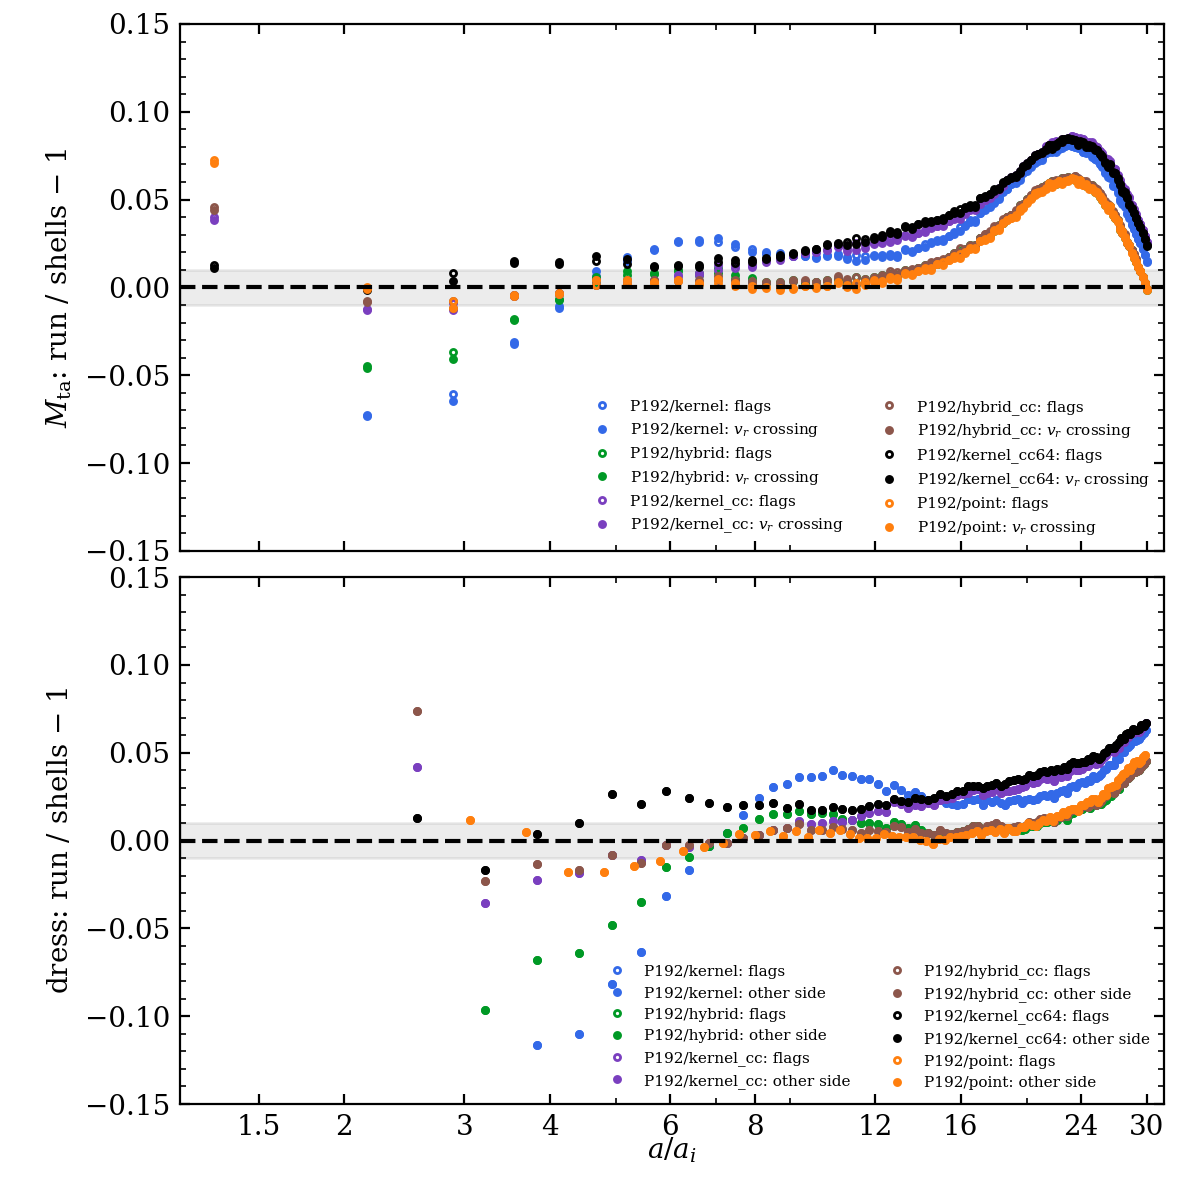 0.15
0.10
0.05
0.00
−0.05
−0.10
−0.15
M_ta: run / shells − 1
P192/kernel: flags
P192/kernel: v_r crossing
P192/hybrid: flags
P192/hybrid: v_r crossing
P192/kernel_cc: flags
P192/kernel_cc: v_r crossing
P192/hybrid_cc: flags
P192/hybrid_cc: v_r crossing
P192/kernel_cc64: flags
P192/kernel_cc64: v_r crossing
P192/point: flags
P192/point: v_r crossing
0.15
0.10
0.05
0.00
−0.05
−0.10
−0.15
dress: run / shells − 1
P192/kernel: flags
P192/kernel: other side
P192/hybrid: flags
P192/hybrid: other side
P192/kernel_cc: flags
P192/kernel_cc: other side
P192/hybrid_cc: flags
P192/hybrid_cc: other side
P192/kernel_cc64: flags
P192/kernel_cc64: other side
P192/point: flags
P192/point: other side
1.5 2 3 4 6 8 12 16 24 30
a/a_i